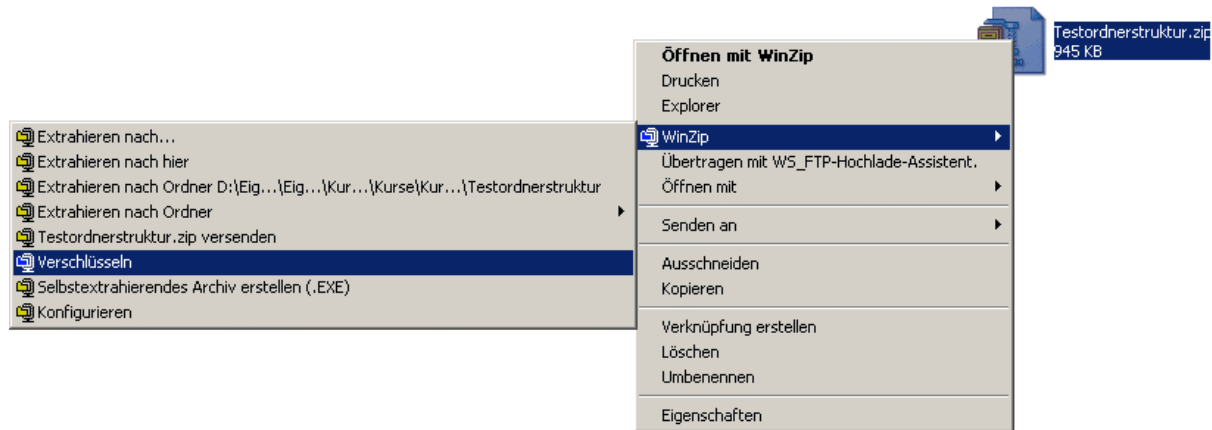 Testordnerstruktur.zip
945 KB
Öffnen mit WinZip
Drucken
Explorer
WinZip
Übertragen mit WS_FTP-Hochlade-Assistent.
Öffnen mit
Senden an
Ausschneiden
Kopieren
Verknüpfung erstellen
Löschen
Umbenennen
Eigenschaften
Extrahieren nach...
Extrahieren nach hier
Extrahieren nach Ordner D:\Eig...\Eig...\Kur...\Kurse\Kur...\Testordnerstruktur
Extrahieren nach Ordner
Testordnerstruktur.zip versenden
Verschlüsseln
Selbstextrahierendes Archiv erstellen (.EXE)
Konfigurieren